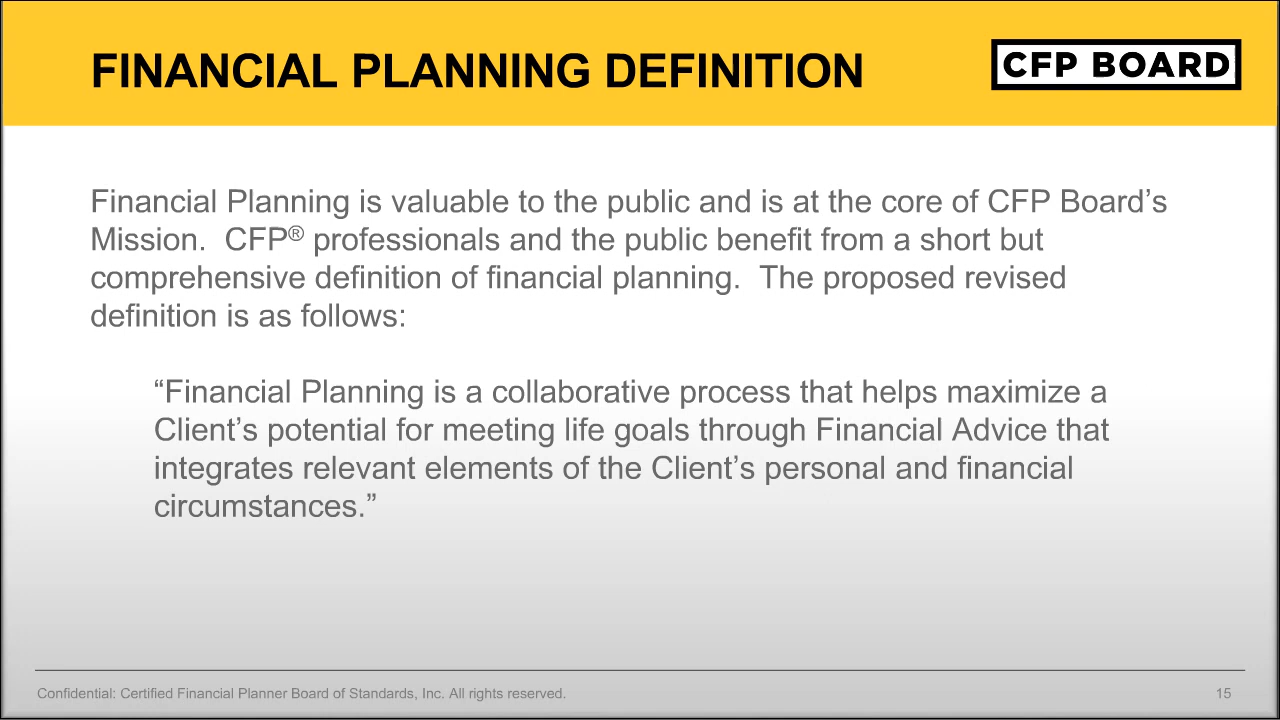 FINANCIAL PLANNING DEFINITION
CFP BOARD
Financial Planning is valuable to the public and is at the core of CFP Board’s
Mission.  CFP® professionals and the public benefit from a short but
comprehensive definition of financial planning.  The proposed revised
definition is as follows:
“Financial Planning is a collaborative process that helps maximize a
Client’s potential for meeting life goals through Financial Advice that
integrates relevant elements of the Client’s personal and financial
circumstances.”
Confidential: Certified Financial Planner Board of Standards, Inc. All rights reserved.
15